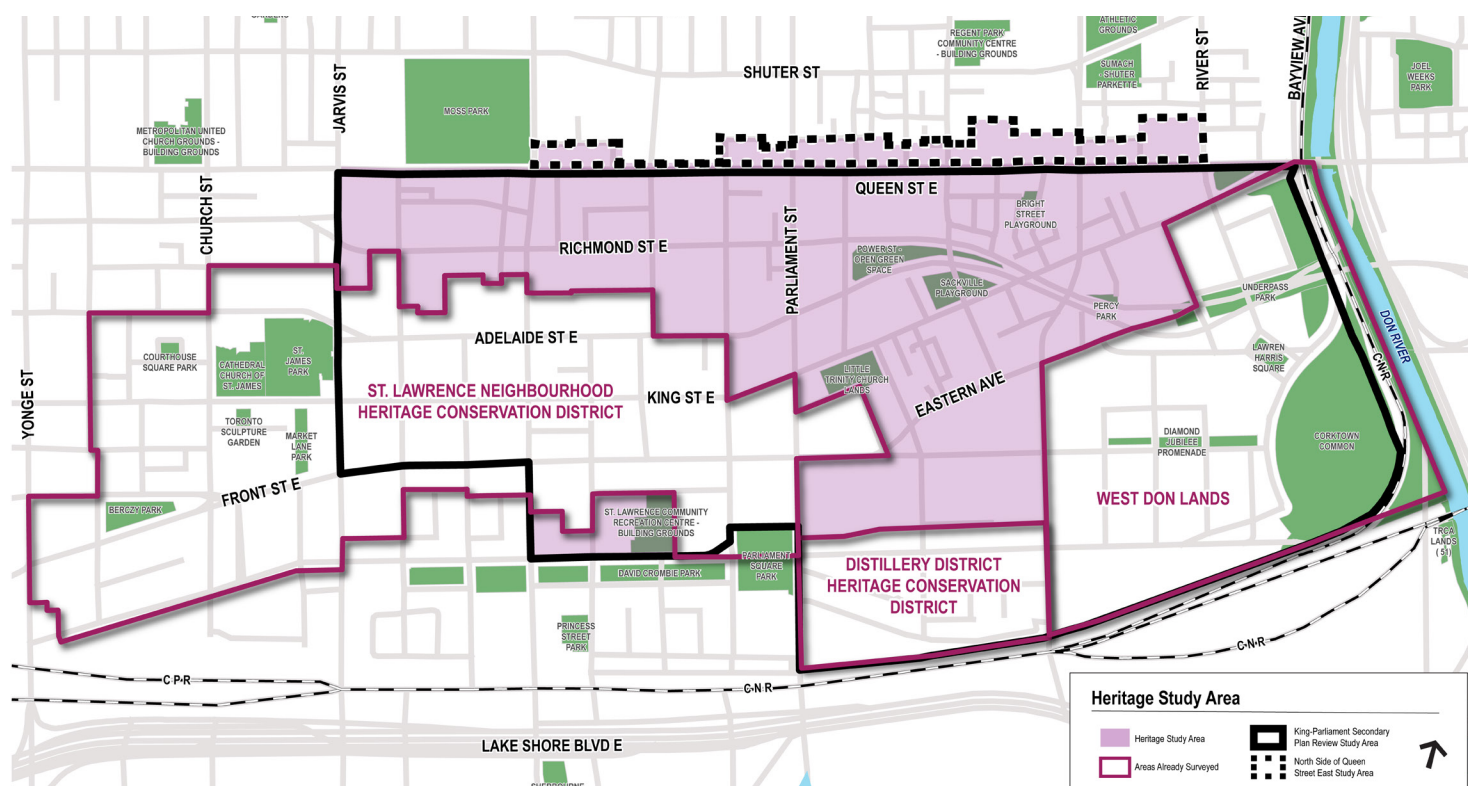 ATHLETIC
GROUNDS
REGENT PARK
COMMUNITY CENTRE
- BUILDING GROUNDS
SUMACH
- SHUTER
PARKETTE
RIVER ST
BAYVIEW AVE
JOEL
WEEKS
PARK
SHUTER ST
JARVIS ST
MOSS PARK
METROPOLITAN UNITED
CHURCH GROUNDS -
BUILDING GROUNDS
CHURCH ST
QUEEN ST E
BRIGHT
STREET
PLAYGROUND
PARLIAMENT ST
RICHMOND ST E
POWER ST -
OPEN GREEN
SPACE
SACKVILLE
PLAYGROUND
PERCY
PARK
UNDERPASS
PARK
DON RIVER
C-N-R
ADELAIDE ST E
COURTHOUSE
SQUARE PARK
CATHEDRAL
CHURCH OF
ST. JAMES
ST.
JAMES
PARK
YONGE ST
ST. LAWRENCE NEIGHBOURHOOD
HERITAGE CONSERVATION DISTRICT
KING ST E
LITTLE
TRINITY CHURCH
LANDS
EASTERN AVE
LAWREN
HARRIS
SQUARE
TORONTO
SCULPTURE
GARDEN
MARKET
LANE
PARK
DIAMOND
JUBILEE
PROMENADE
CORKTOWN
COMMON
FRONT ST E
BERCZY PARK
WEST DON LANDS
ST. LAWRENCE COMMUNITY
RECREATION CENTRE -
BUILDING GROUNDS
TRCA
LANDS
( 51)
PARLIAMENT
SQUARE
PARK
DAVID CROMBIE PARK
DISTILLERY DISTRICT
HERITAGE CONSERVATION
DISTRICT
PRINCESS
STREET
PARK
C-N-R
C P R
C-N-R
LAKE SHORE BLVD E
Heritage Study Area
Heritage Study Area
Areas Already Surveyed
King-Parliament Secondary
Plan Review Study Area
North Side of Queen
Street East Study Area